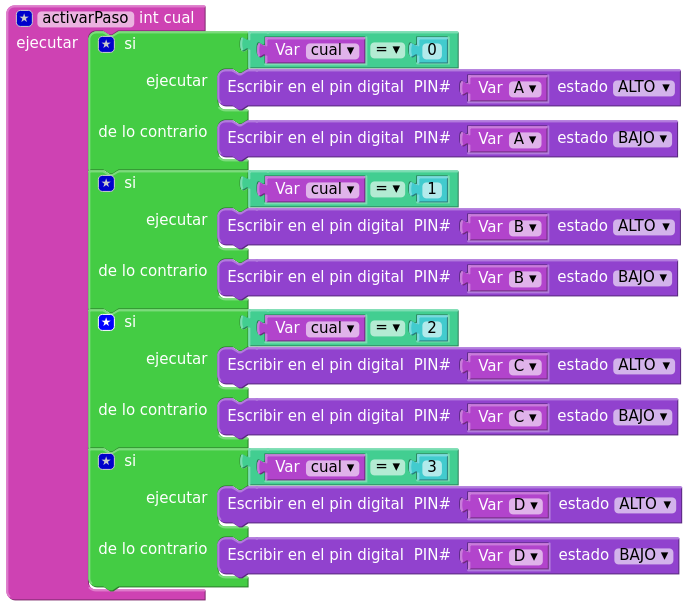 activarPaso int cual
ejecutar si Var cual ▾ = ▾ 0
ejecutar Escribir en el pin digital PIN# Var A ▾ estado ALTO ▾
de lo contrario Escribir en el pin digital PIN# Var A ▾ estado BAJO ▾
si Var cual ▾ = ▾ 1
ejecutar Escribir en el pin digital PIN# Var B ▾ estado ALTO ▾
de lo contrario Escribir en el pin digital PIN# Var B ▾ estado BAJO ▾
si Var cual ▾ = ▾ 2
ejecutar Escribir en el pin digital PIN# Var C ▾ estado ALTO ▾
de lo contrario Escribir en el pin digital PIN# Var C ▾ estado BAJO ▾
si Var cual ▾ = ▾ 3
ejecutar Escribir en el pin digital PIN# Var D ▾ estado ALTO ▾
de lo contrario Escribir en el pin digital PIN# Var D ▾ estado BAJO ▾